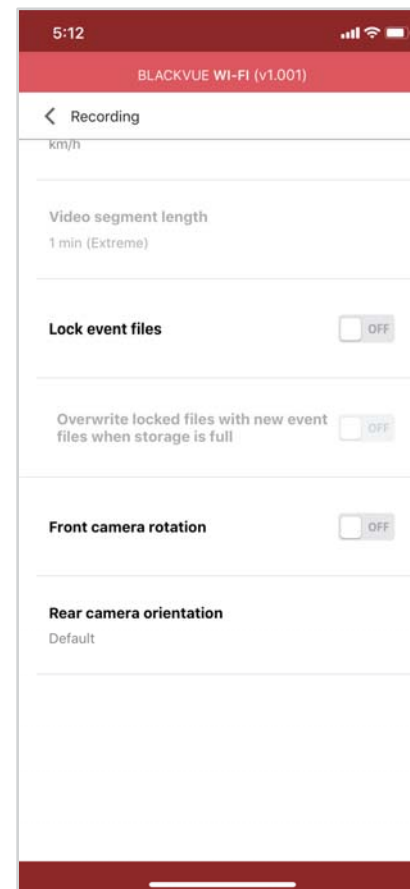 5:12
BLACKVUE WI-FI (v1.001)
Recording
km/h
Video segment length
1 min (Extreme)
Lock event files
OFF
Overwrite locked files with new event
files when storage is full
OFF
Front camera rotation
OFF
Rear camera orientation
Default